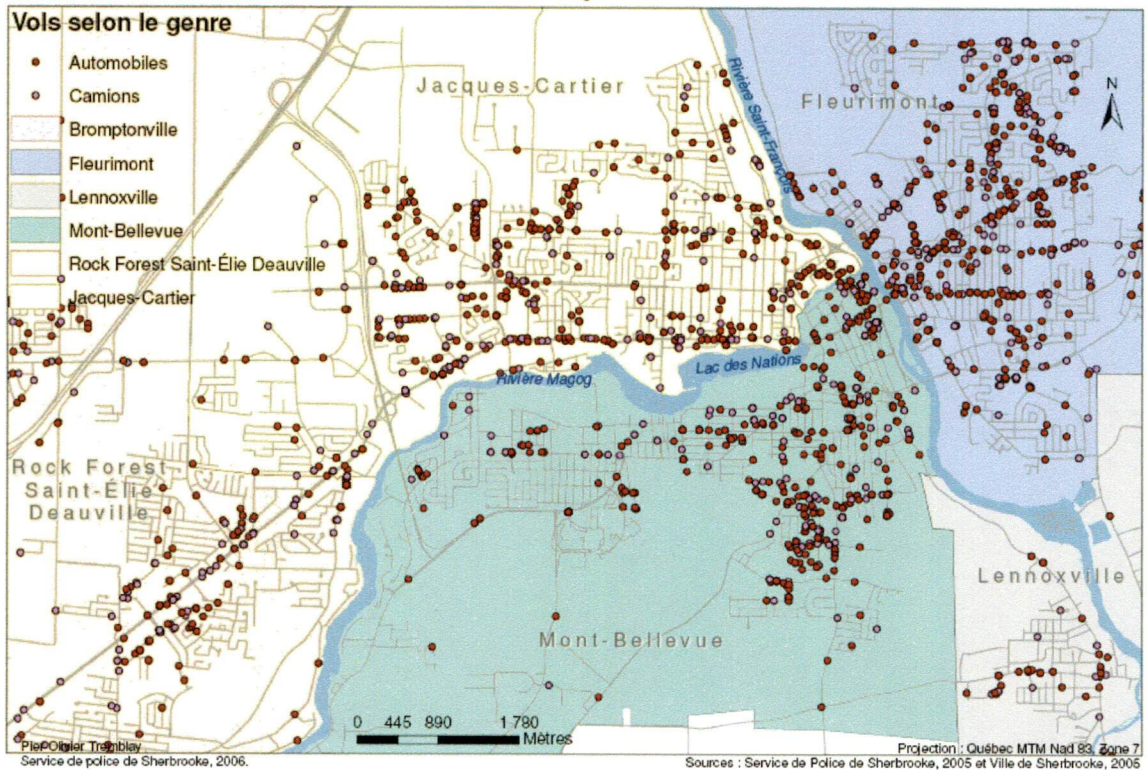 Vols selon le genre
Automobiles
Camions
Bromptonville
Fleurimont
Lennoxville
Mont-Bellevue
Rock Forest Saint-Élie Deauville
Jacques-Cartier
Jacques-Cartier
Rivière Saint-François
Fleurimont
N
Rivière Magog
Lac des Nations
Rock Forest
Saint-Élie
Deauville
Lennoxville
Mont-Bellevue
0 445 890 1 780
Mètres
Pier-Olivier Tremblay
Service de police de Sherbrooke, 2006.
Projection : Québec MTM Nad 83, Zone 7
Sources : Service de Police de Sherbrooke, 2005 et Ville de Sherbrooke, 2005